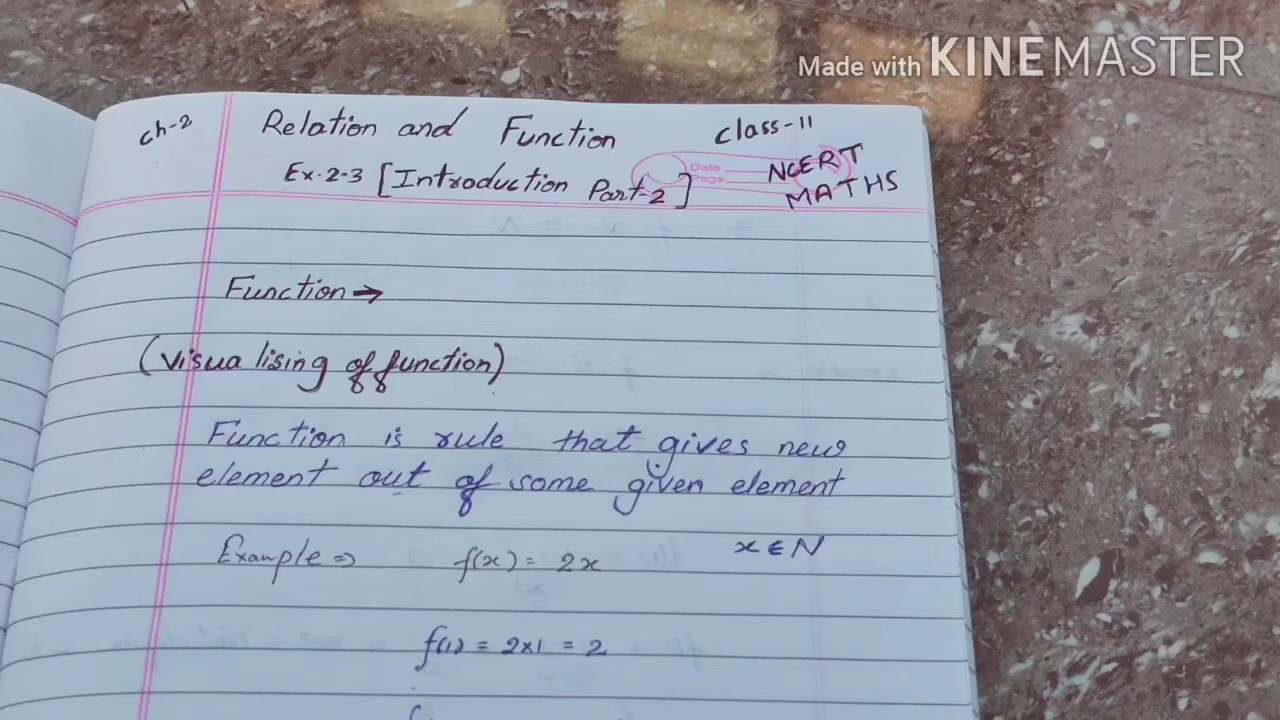 Made with KINEMASTER
Ch-2 Relation and Function Class-11
Ex.2.3 [Introduction Part-2] NCERT
MATHS
Date
Page
Function →
(Visualising of function)
Function is rule that gives new
element out of some given element
Example ⇒ f(x) = 2x x ∈ N
f(1) = 2×1 = 2